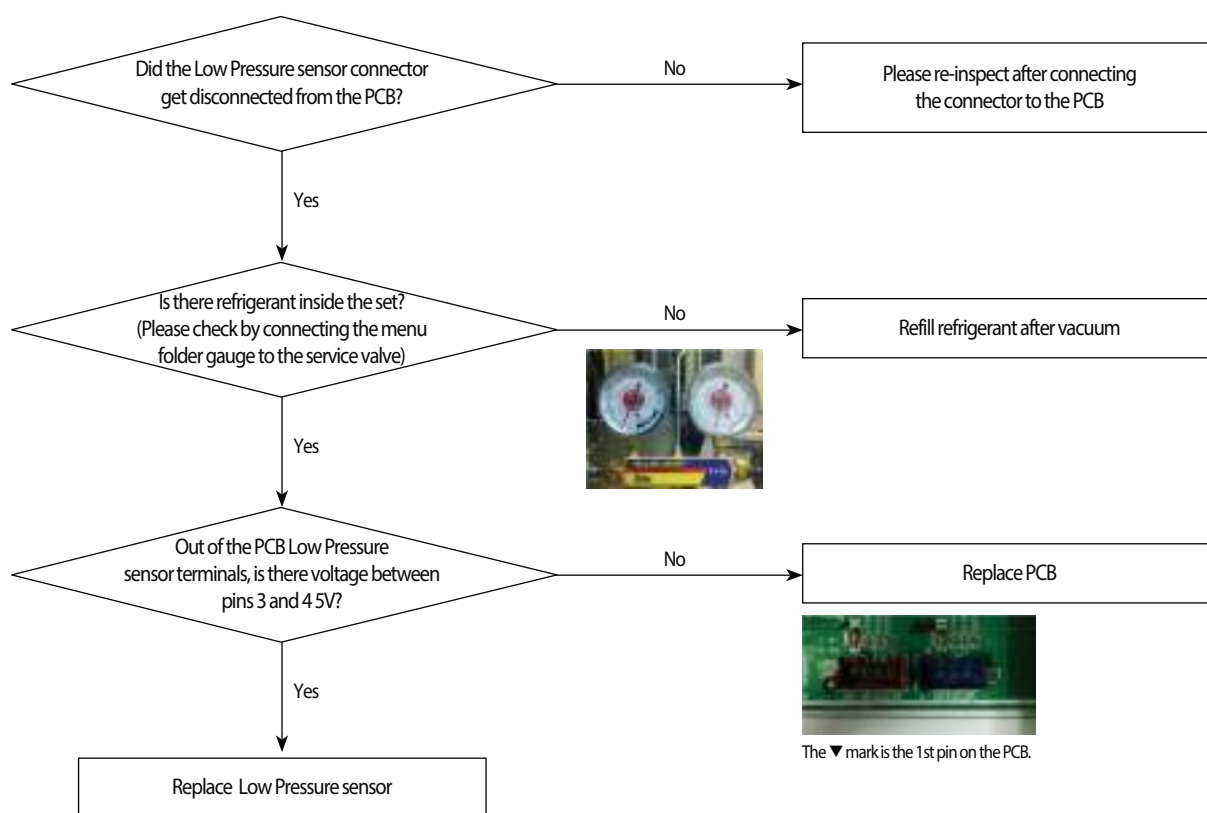 Did the Low Pressure sensor connector
get disconnected from the PCB?
No
Please re-inspect after connecting
the connector to the PCB
Yes
Is there refrigerant inside the set?
(Please check by connecting the menu
folder gauge to the service valve)
No
Refill refrigerant after vacuum
Yes
Out of the PCB Low Pressure
sensor terminals, is there voltage between
pins 3 and 4 5V?
No
Replace PCB
The ▼ mark is the 1st pin on the PCB.
Yes
Replace Low Pressure sensor